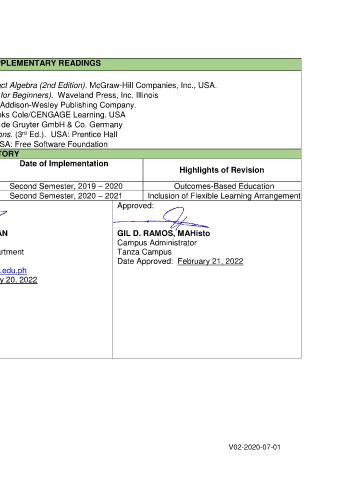 PPLEMENTARY READINGS
ct Algebra (2nd Edition). McGraw-Hill Companies, Inc., USA.
for Beginners). Waveland Press, Inc. Illinois
Addison-Wesley Publishing Company.
oks Cole/CENGAGE Learning. USA
de Gruyter GmbH & Co. Germany
ons. (3rd Ed.). USA: Prentice Hall
SA: Free Software Foundation
TORY
Date of Implementation
Highlights of Revision
Second Semester, 2019 – 2020
Outcomes-Based Education
Second Semester, 2020 – 2021
Inclusion of Flexible Learning Arrangement
Approved:
AN
GIL D. RAMOS, MAHisto
Campus Administrator
artment
Tanza Campus
Date Approved: February 21, 2022
.edu.ph
y 20, 2022
V02-2020-07-01